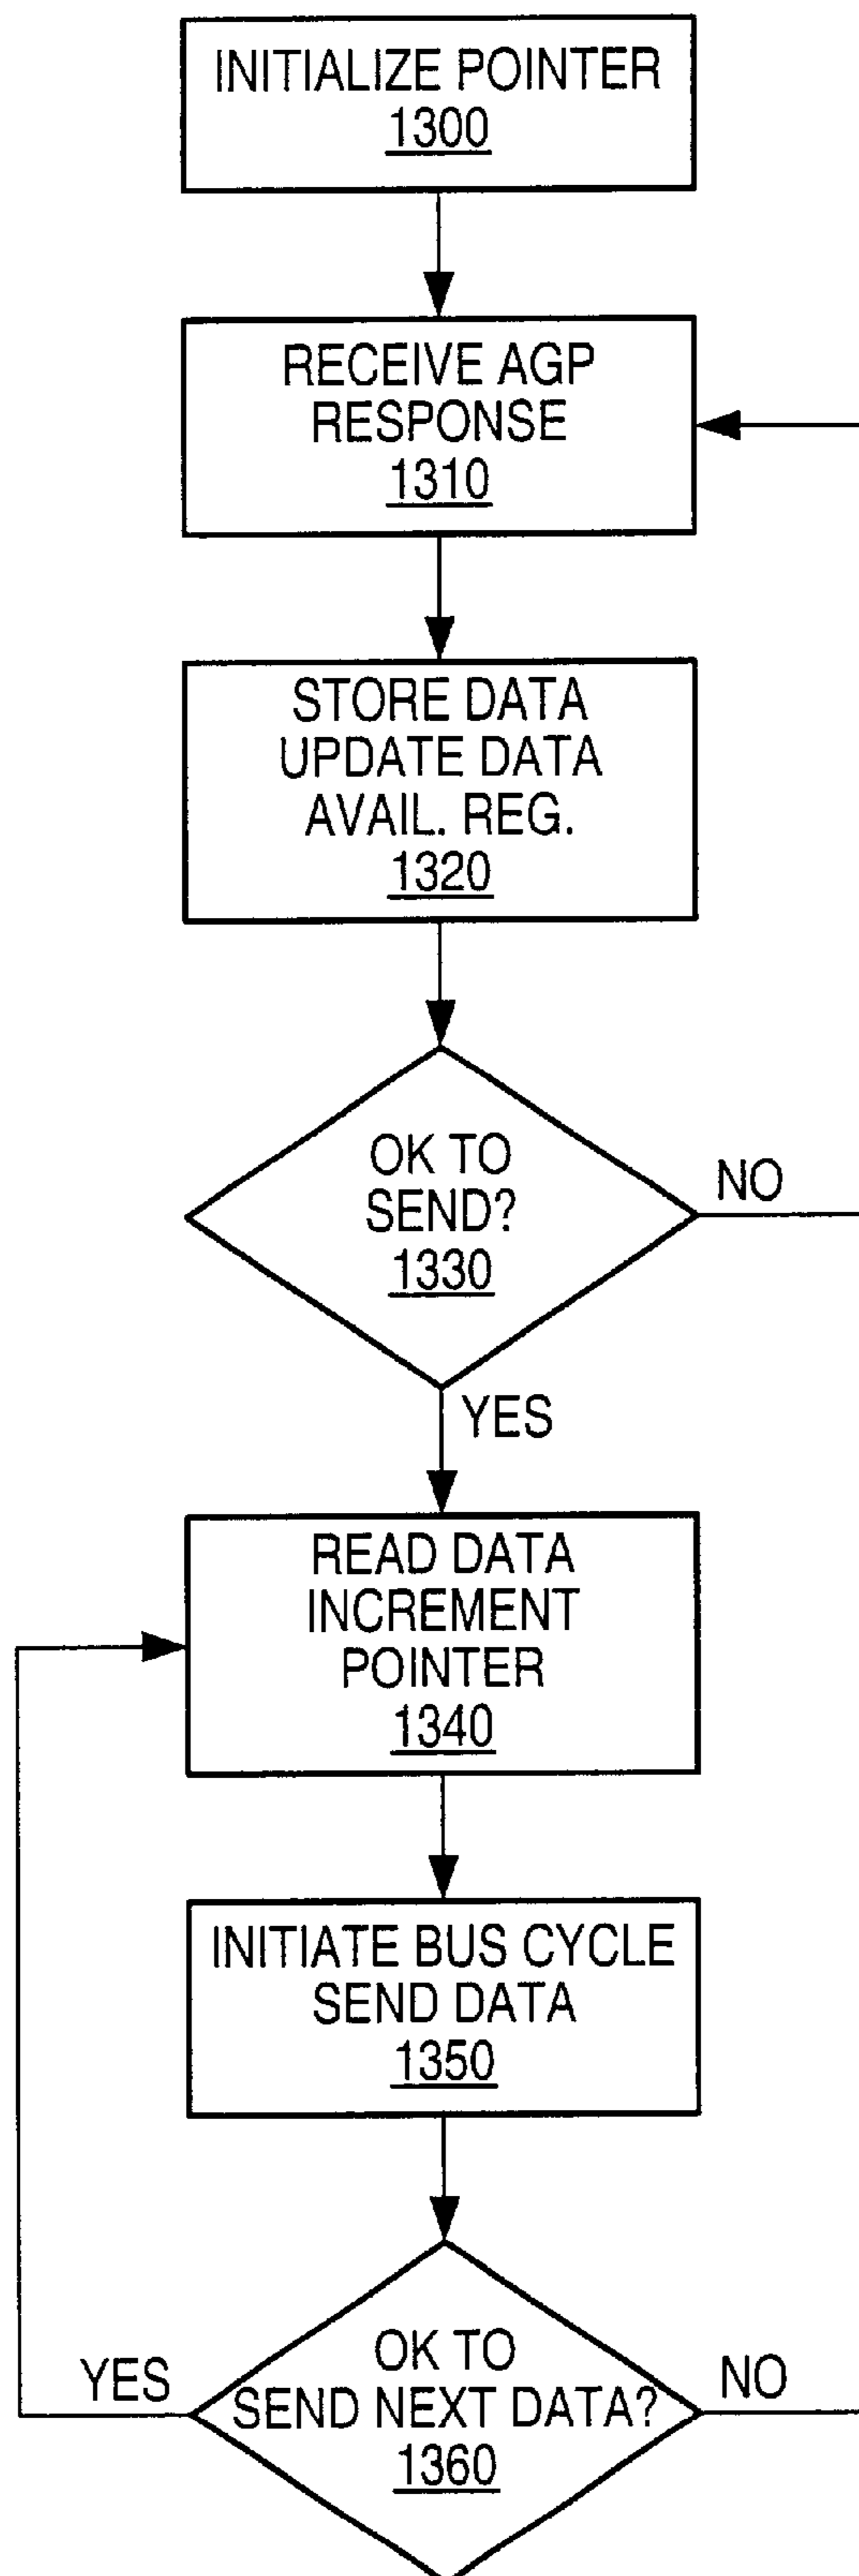 INITIALIZE POINTER
1300
RECEIVE AGP
RESPONSE
1310
STORE DATA
UPDATE DATA
AVAIL. REG.
1320
OK TO
SEND?
1330
NO
YES
READ DATA
INCREMENT
POINTER
1340
INITIATE BUS CYCLE
SEND DATA
1350
OK TO
SEND NEXT DATA?
1360
YES
NO